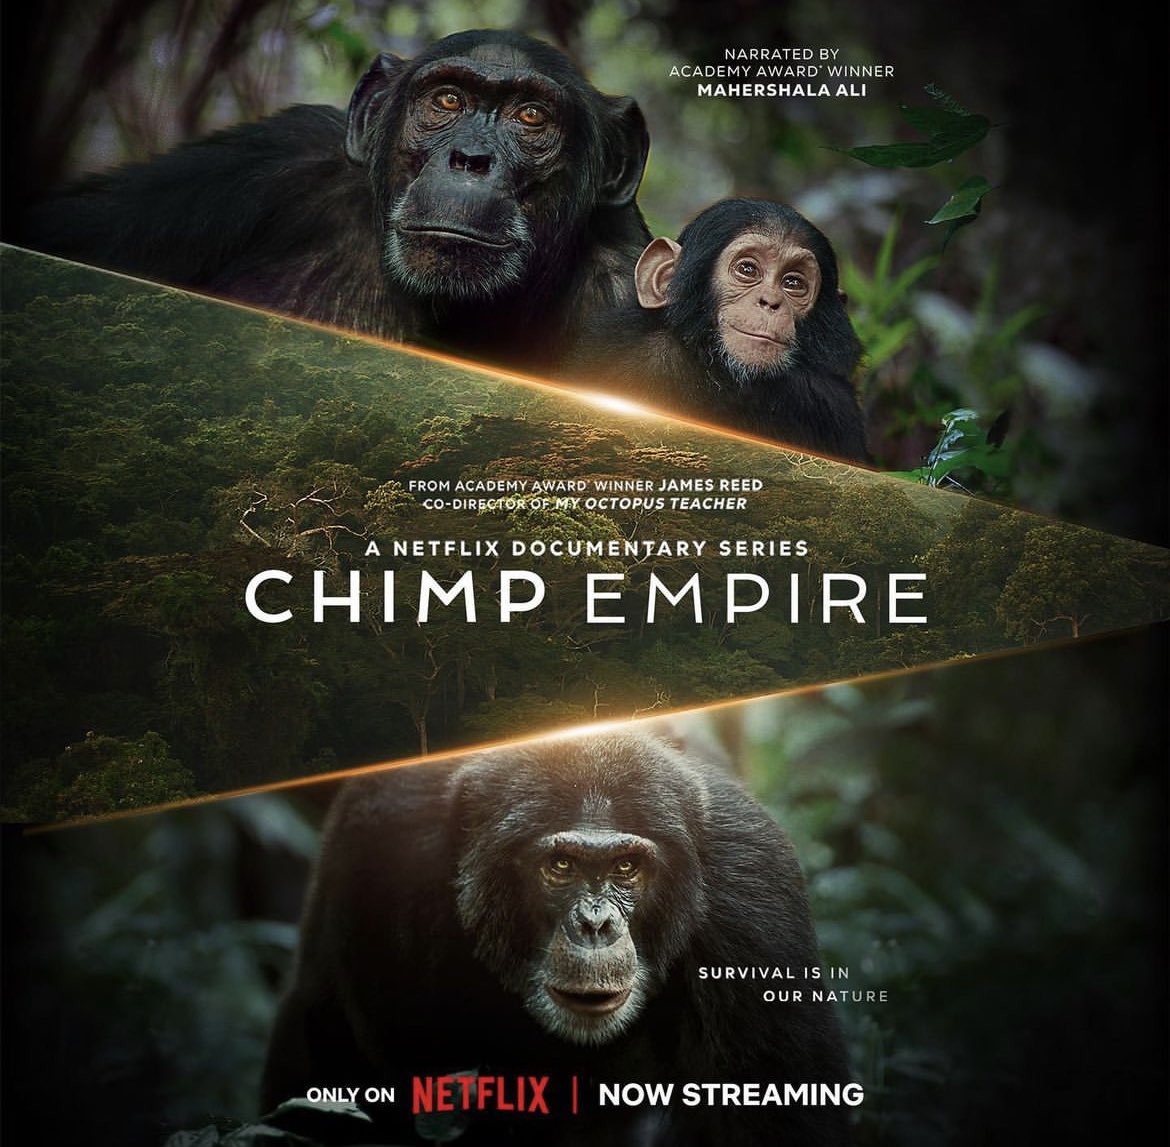 NARRATED BY
ACADEMY AWARD® WINNER
MAHERSHALA ALI
FROM ACADEMY AWARD® WINNER JAMES REED
CO-DIRECTOR OF MY OCTOPUS TEACHER
A NETFLIX DOCUMENTARY SERIES
CHIMP EMPIRE
SURVIVAL IS IN
OUR NATURE
ONLY ON NETFLIX | NOW STREAMING